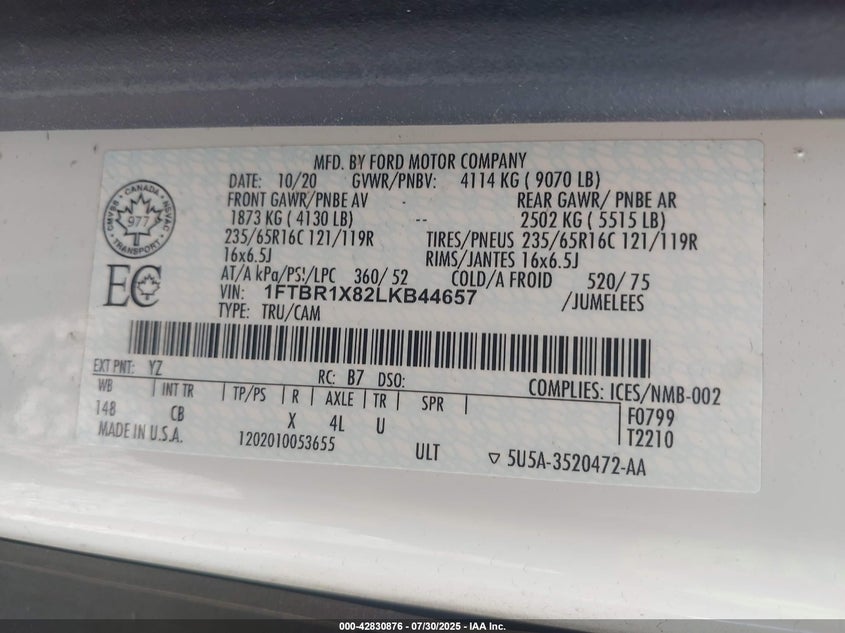 MFD. BY FORD MOTOR COMPANY
DATE: 10/20 GVWR/PNBV: 4114 KG ( 9070 LB)
FRONT GAWR/PNBE AV - REAR GAWR/ PNBE AR
1873 KG ( 4130 LB) -- 2502 KG ( 5515 LB)
235/65R16C 121/119R TIRES/PNEUS 235/65R16C 121/119R
16x6.5J RIMS/JANTES 16x6.5J
AT/A kPa/PSI/LPC 360/ 52 COLD/A FROID 520/ 75
VIN: 1FTBR1X82LKB44657 /JUMELEES
TYPE: TRU/CAM
CANADA
CMVSS NSVAC
977
TRANSPORT
EC
EXT PNT: YZ RC: B7 DSO: COMPLIES: ICES/NMB-002
WB INT TR TP/PS R AXLE TR SPR F0799
148 CB X 4L U T2210
MADE IN U.S.A. 1202010053655 ULT ▽ 5U5A-3520472-AA
000-42830876 - 07/30/2025 - IAA Inc.